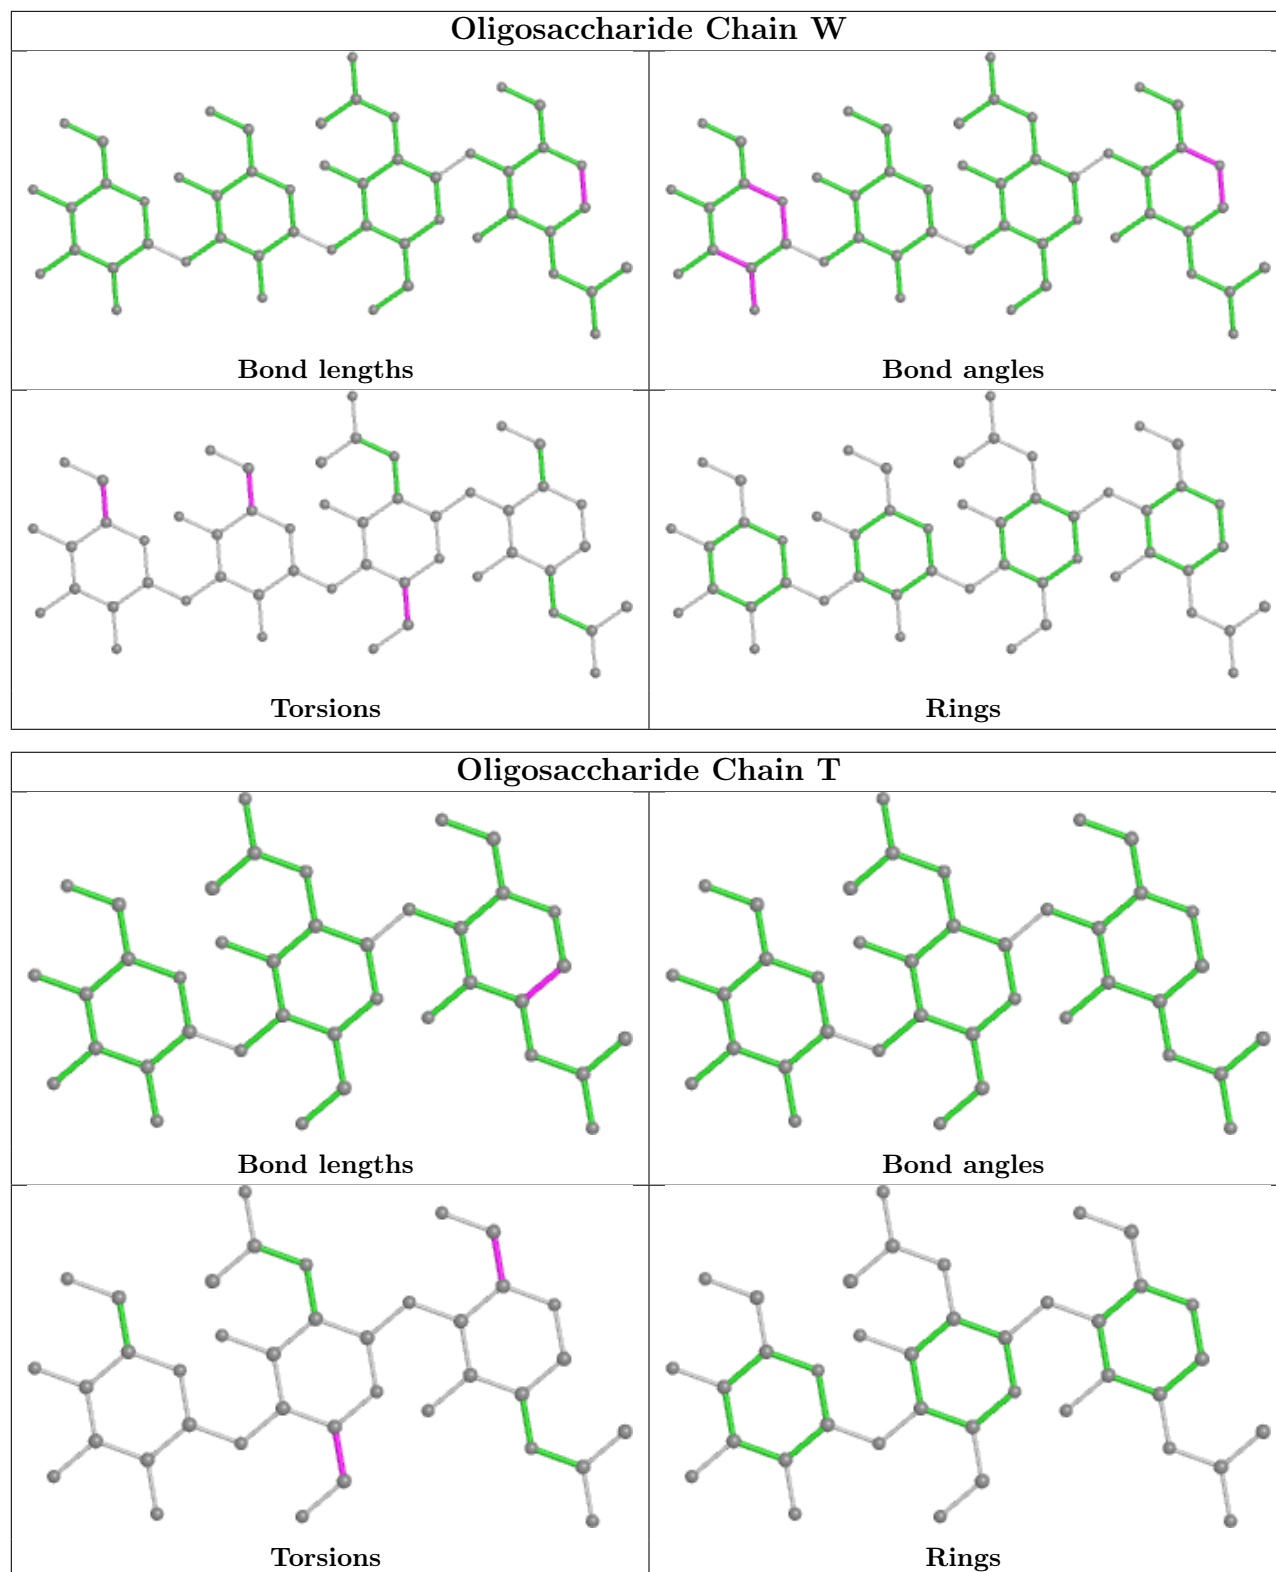 Oligosaccharide Chain W
Bond lengths
Bond angles
Torsions
Rings
Oligosaccharide Chain T
Bond lengths
Bond angles
Torsions
Rings